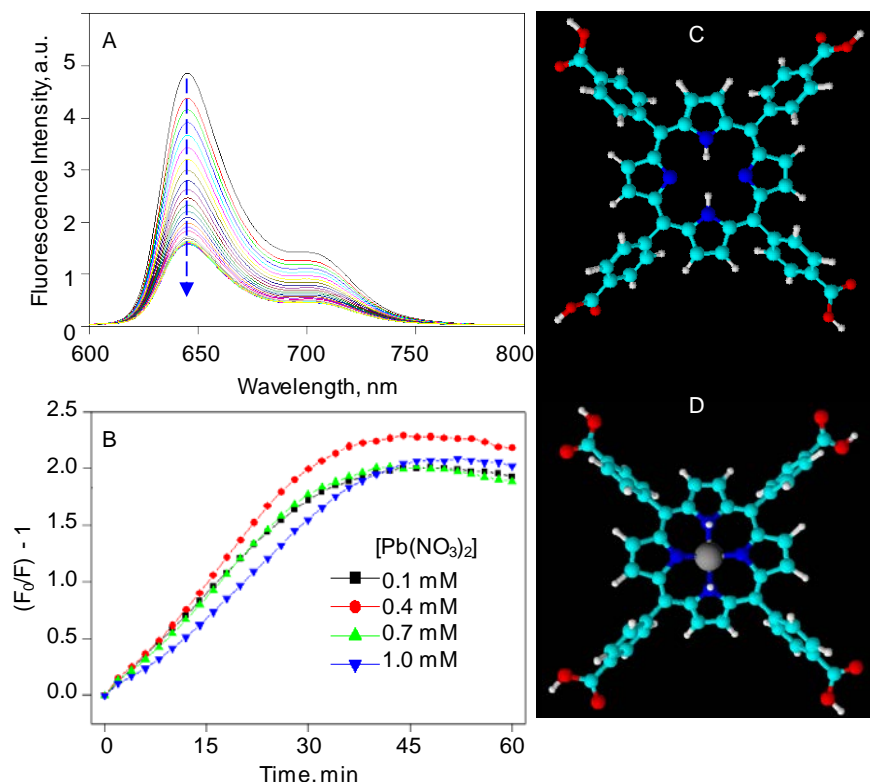 A
Fluorescence Intensity, a.u.
5
4
3
2
1
0
600 650 700 750 800
Wavelength, nm
B
(F₀/F) - 1
2.5
2.0
1.5
1.0
0.5
0.0
[Pb(NO₃)₂]
0.1 mM
0.4 mM
0.7 mM
1.0 mM
0 15 30 45 60
Time, min
C
D